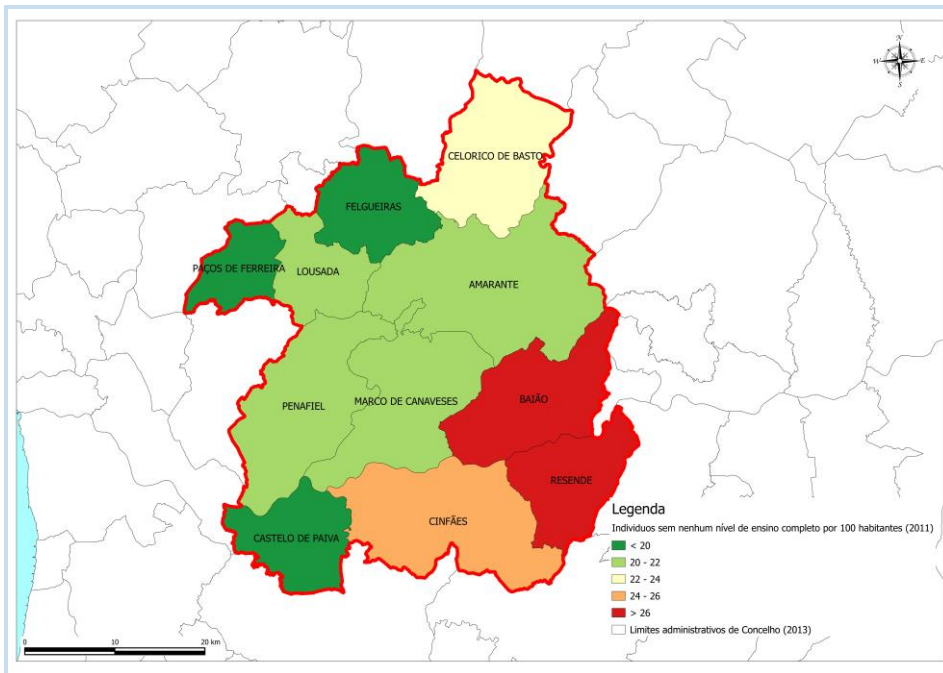 N
W E
S
CELORICO DE BASTO
FELGUEIRAS
PAÇOS DE FERREIRA
LOUSADA
AMARANTE
PENAFIEL
MARCO DE CANAVESES
BAIÃO
RESENDE
CINFÃES
CASTELO DE PAIVA
Legenda
Individuos sem nenhum nível de ensino completo por 100 habitantes (2011)
< 20
20 - 22
22 - 24
24 - 26
> 26
Limites administrativos de Concelho (2013)
0 10 20 km